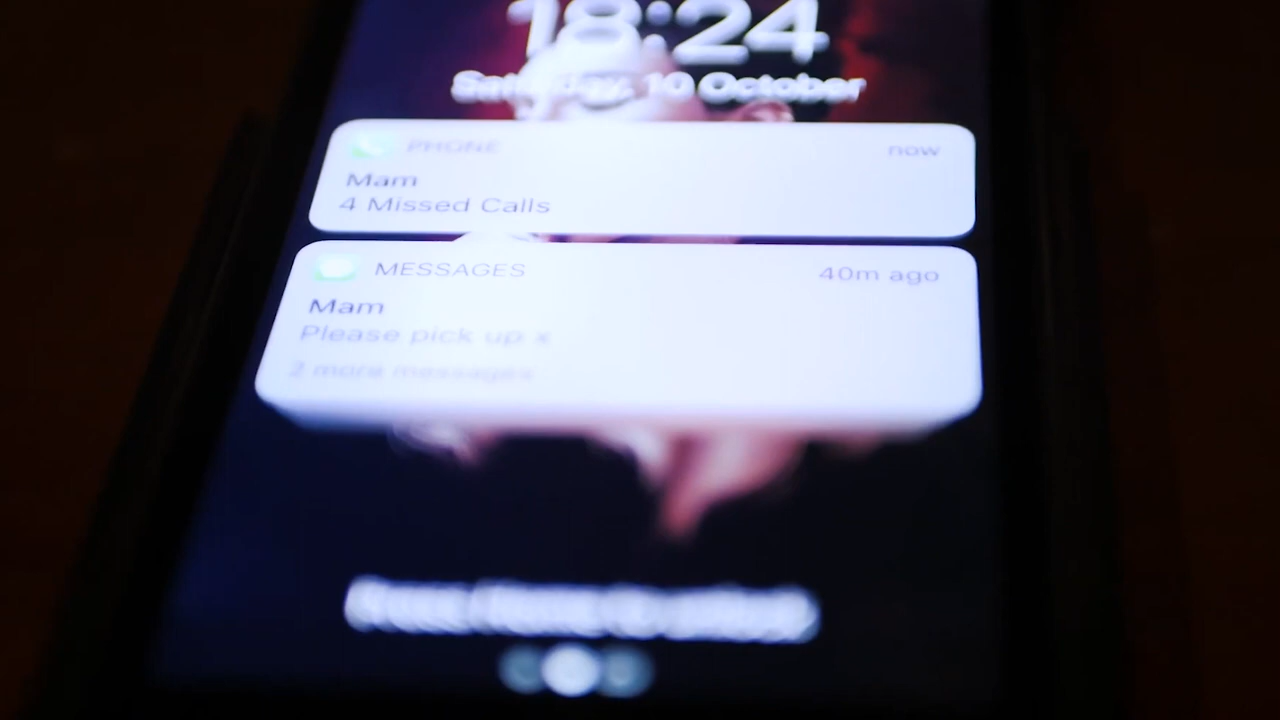 18:24
Saturday, 10 October
PHONE
now
Mam
4 Missed Calls
MESSAGES
40m ago
Mam
Please pick up x
2 more messages